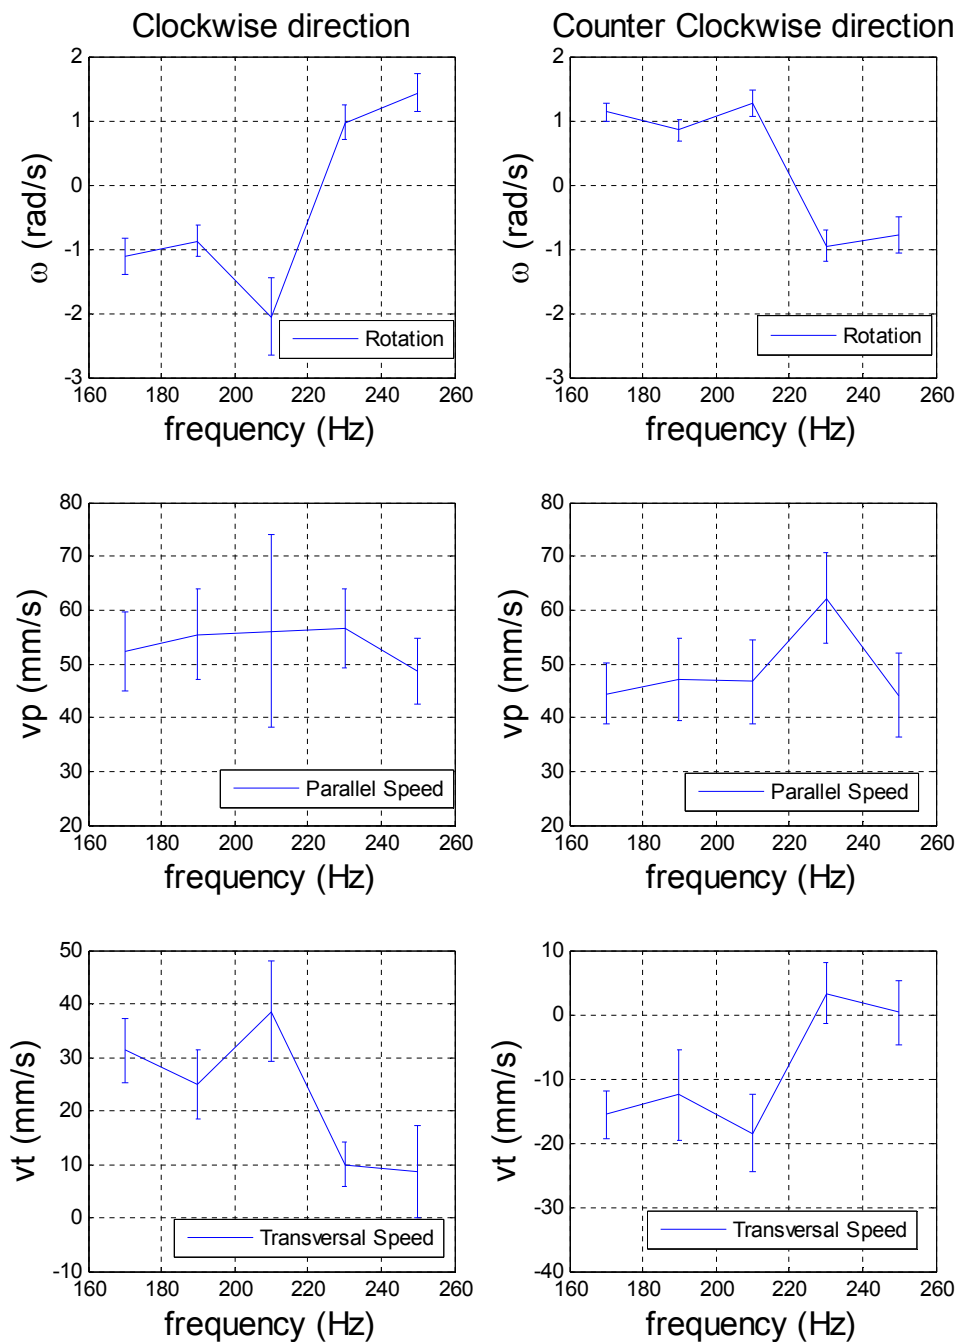 Clockwise direction
Counter Clockwise direction
2
1
0
-1
-2
-3
ω (rad/s)
Rotation
160 180 200 220 240 260
frequency (Hz)
2
1
0
-1
-2
-3
ω (rad/s)
Rotation
160 180 200 220 240 260
frequency (Hz)
80
70
60
50
40
30
20
vp (mm/s)
Parallel Speed
160 180 200 220 240 260
frequency (Hz)
80
70
60
50
40
30
20
vp (mm/s)
Parallel Speed
160 180 200 220 240 260
frequency (Hz)
50
40
30
20
10
0
-10
vt (mm/s)
Transversal Speed
160 180 200 220 240 260
frequency (Hz)
10
0
-10
-20
-30
-40
vt (mm/s)
Transversal Speed
160 180 200 220 240 260
frequency (Hz)